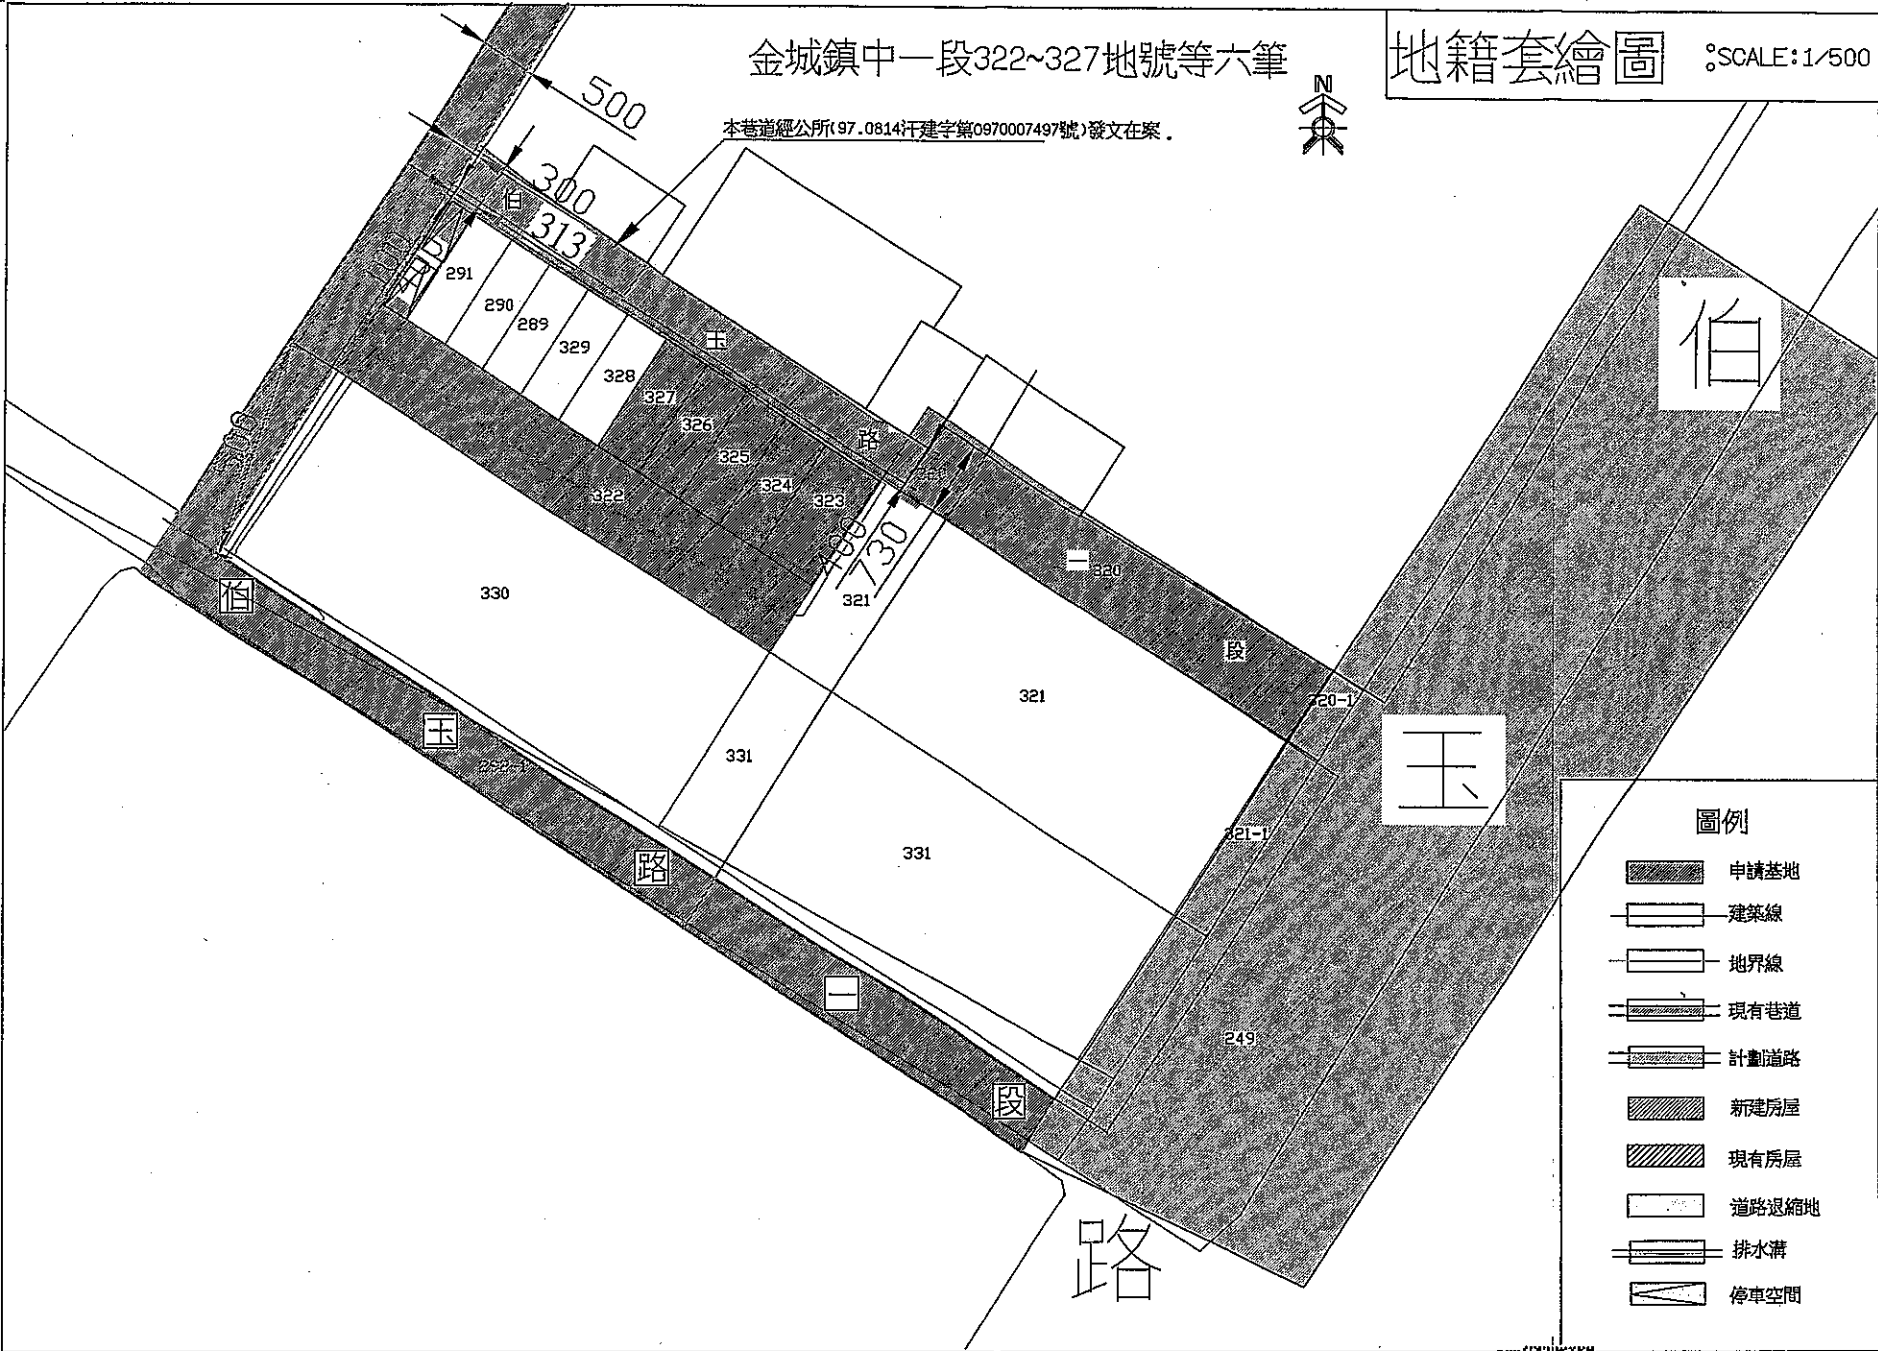 金城鎮中一段322~327地號等六筆
地籍套繪圖
SCALE:1/500
N
500
本巷道經公所(97.0814汗建字第0970007497號)發文在案.
300
伯
313
291
290
289
329
328
327
326
325
324
323
322
玉
路
一
320
段
320-1
730
321
321
321-1
330
331
331
伯
玉
路
一
段
249
伯
玉
路
圖例
申請基地
建築線
地界線
現有巷道
計劃道路
新建房屋
現有房屋
道路退縮地
排水溝
停車空間